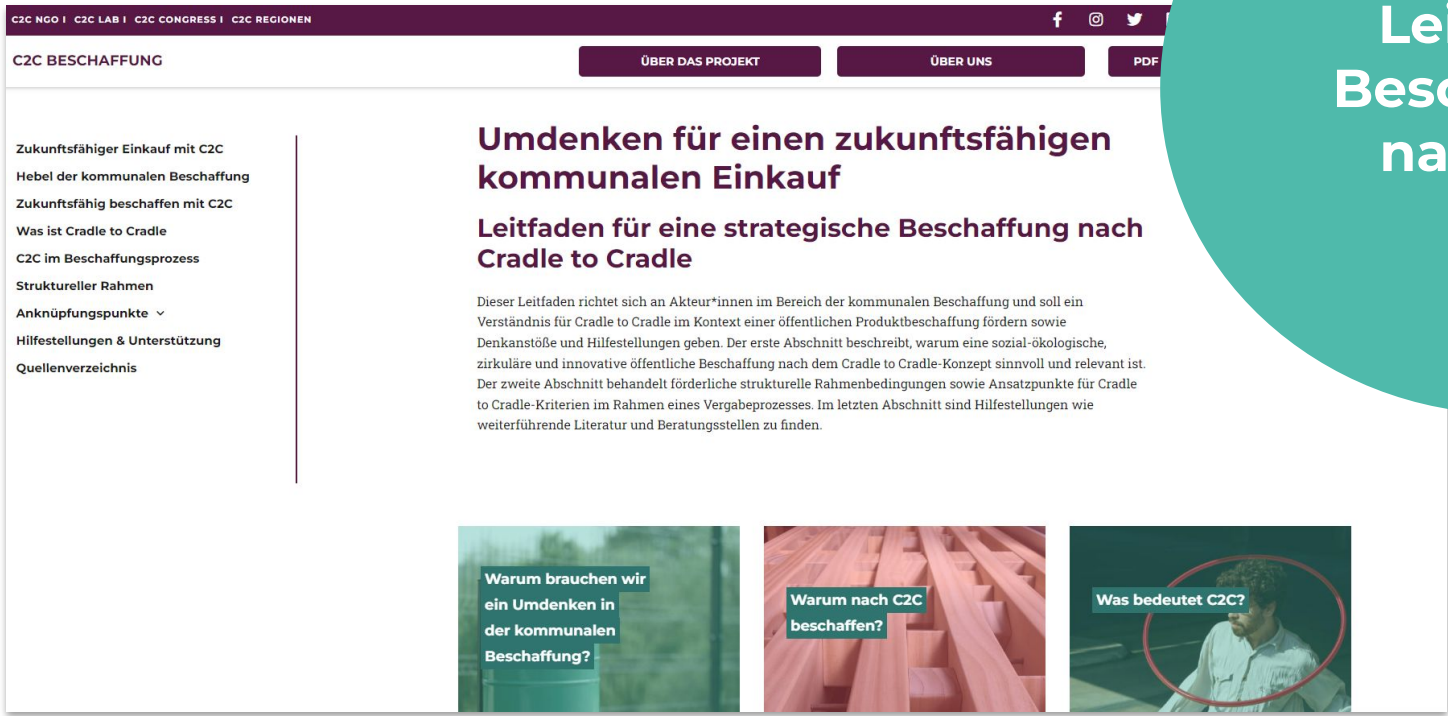 C2C NGO I C2C LAB I C2C CONGRESS I C2C REGIONEN
C2C BESCHAFFUNG
ÜBER DAS PROJEKT
ÜBER UNS
PDF
Zukunftsfähiger Einkauf mit C2C
Hebel der kommunalen Beschaffung
Zukunftsfähig beschaffen mit C2C
Was ist Cradle to Cradle
C2C im Beschaffungsprozess
Struktureller Rahmen
Anknüpfungspunkte
Hilfestellungen & Unterstützung
Quellenverzeichnis
Umdenken für einen zukunftsfähigen
kommunalen Einkauf
Leitfaden für eine strategische Beschaffung nach
Cradle to Cradle
Dieser Leitfaden richtet sich an Akteur*innen im Bereich der kommunalen Beschaffung und soll ein
Verständnis für Cradle to Cradle im Kontext einer öffentlichen Produktbeschaffung fördern sowie
Denkanstöße und Hilfestellungen geben. Der erste Abschnitt beschreibt, warum eine sozial-ökologische,
zirkuläre und innovative öffentliche Beschaffung nach dem Cradle to Cradle-Konzept sinnvoll und relevant ist.
Der zweite Abschnitt behandelt förderliche strukturelle Rahmenbedingungen sowie Ansatzpunkte für Cradle
to Cradle-Kriterien im Rahmen eines Vergabeprozesses. Im letzten Abschnitt sind Hilfestellungen wie
weiterführende Literatur und Beratungsstellen zu finden.
Warum brauchen wir
ein Umdenken in
der kommunalen
Beschaffung?
Warum nach C2C
beschaffen?
Was bedeutet C2C?